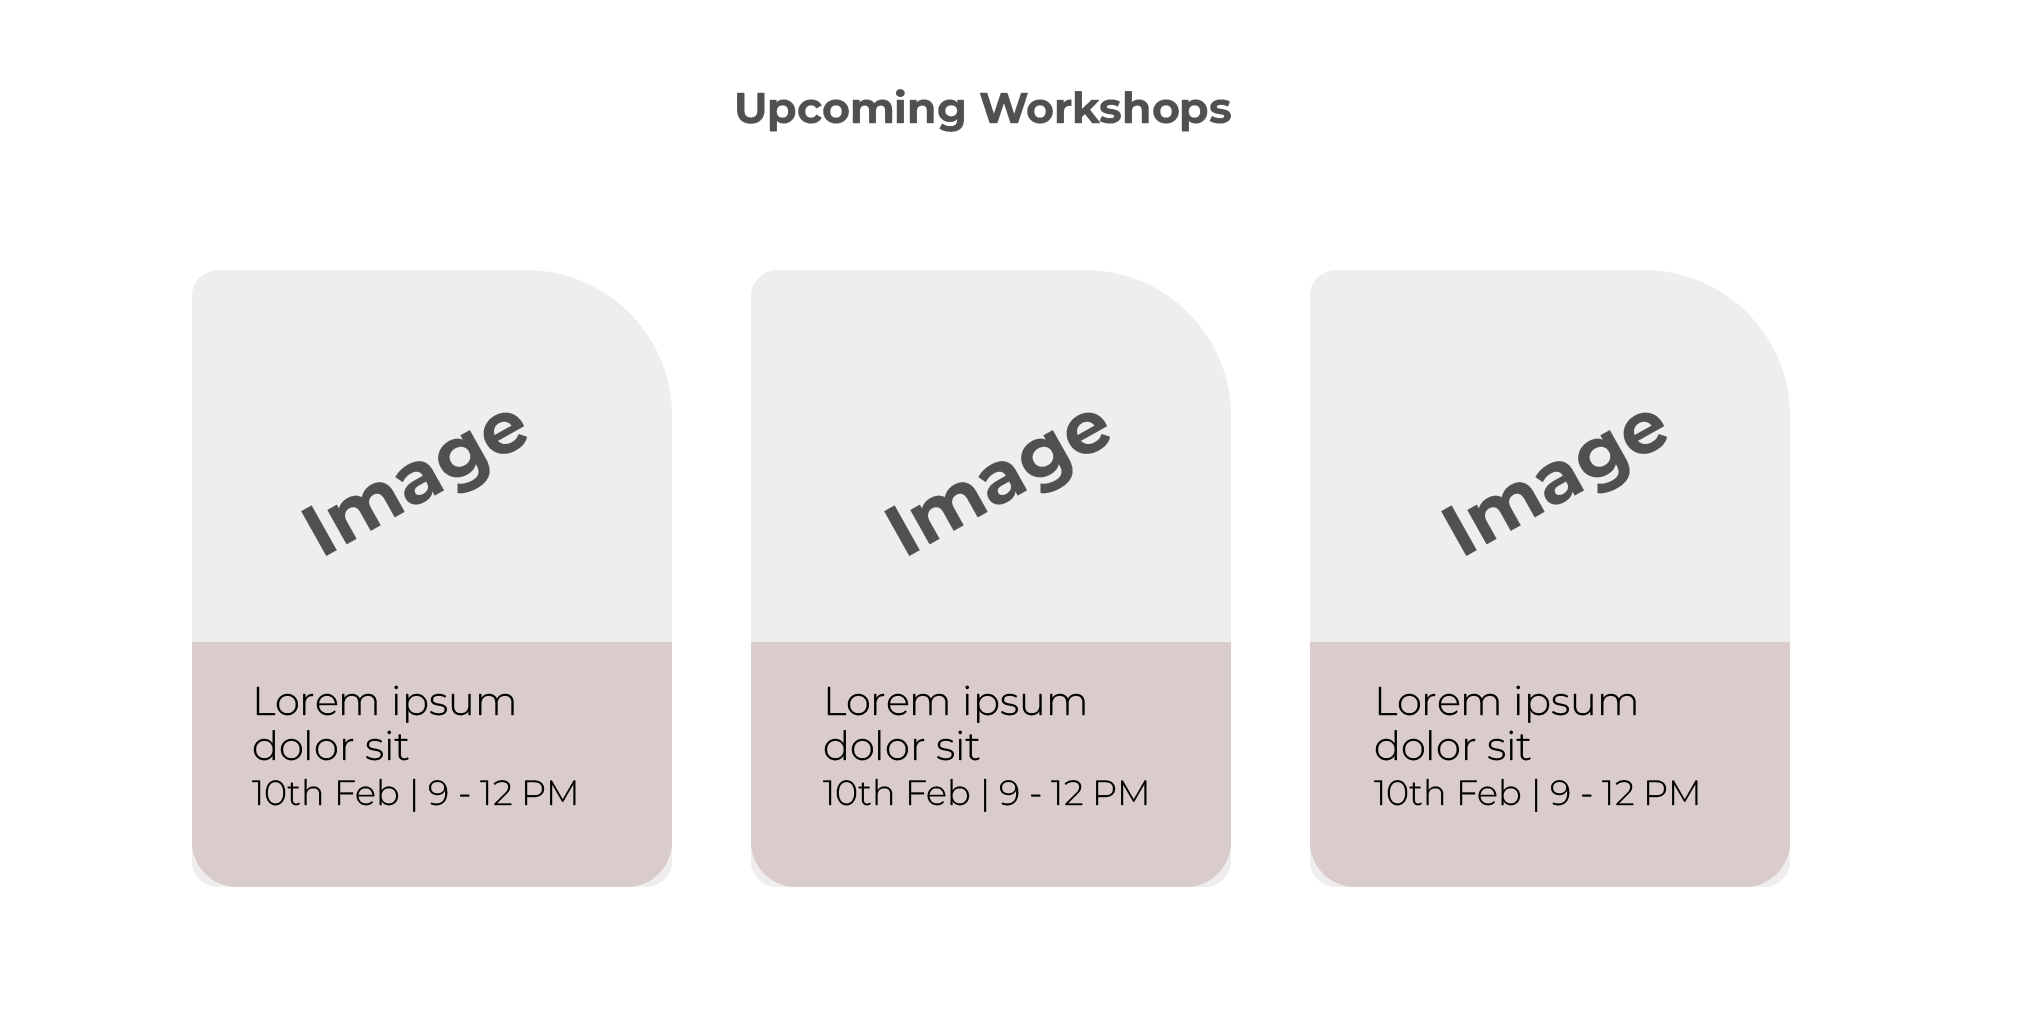 Upcoming Workshops
Image
Image
Image
Lorem ipsum
dolor sit
10th Feb | 9 - 12 PM
Lorem ipsum
dolor sit
10th Feb | 9 - 12 PM
Lorem ipsum
dolor sit
10th Feb | 9 - 12 PM